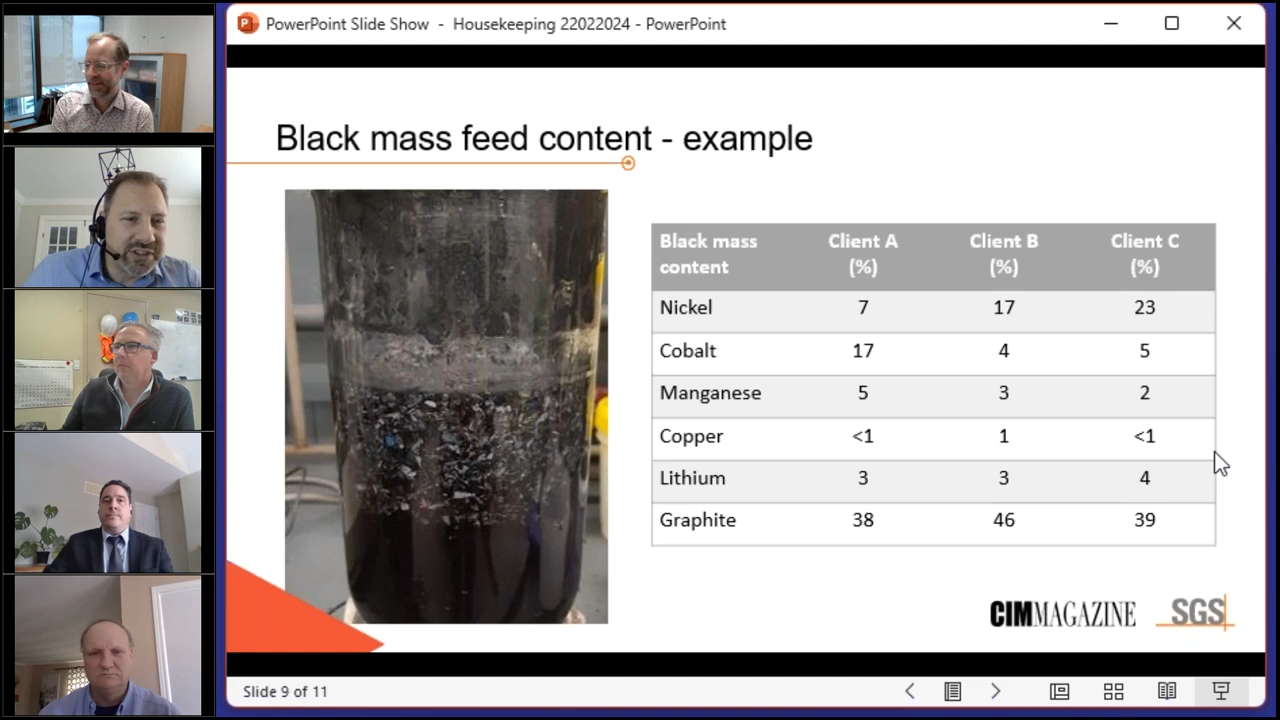 PowerPoint Slide Show - Housekeeping 22022024 - PowerPoint
Black mass feed content - example
Black mass content Client A (%) Client B (%) Client C (%)
Nickel 7 17 23
Cobalt 17 4 5
Manganese 5 3 2
Copper <1 1 <1
Lithium 3 3 4
Graphite 38 46 39
CIMMAGAZINE SGS
Slide 9 of 11